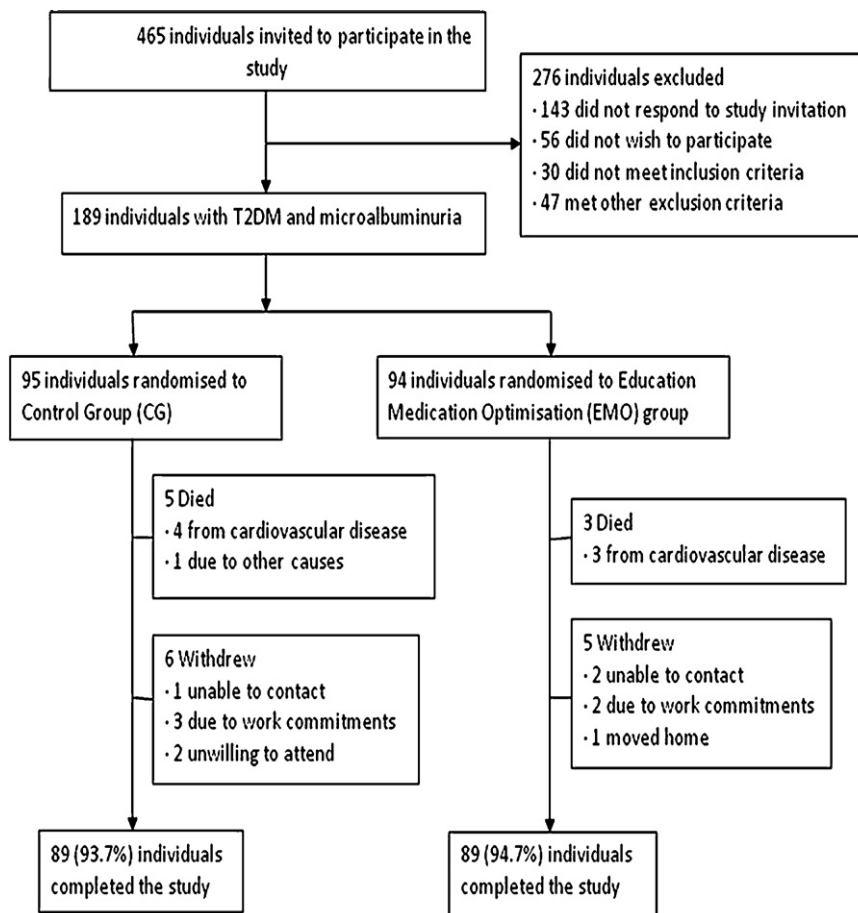 465 individuals invited to participate in the
study
276 individuals excluded
· 143 did not respond to study invitation
· 56 did not wish to participate
· 30 did not meet inclusion criteria
· 47 met other exclusion criteria
189 individuals with T2DM and microalbuminuria
95 individuals randomised to
Control Group (CG)
94 individuals randomised to Education
Medication Optimisation (EMO) group
5 Died
· 4 from cardiovascular disease
· 1 due to other causes
3 Died
· 3 from cardiovascular disease
6 Withdrew
· 1 unable to contact
· 3 due to work commitments
· 2 unwilling to attend
5 Withdrew
· 2 unable to contact
· 2 due to work commitments
· 1 moved home
89 (93.7%) individuals
completed the study
89 (94.7%) individuals
completed the study